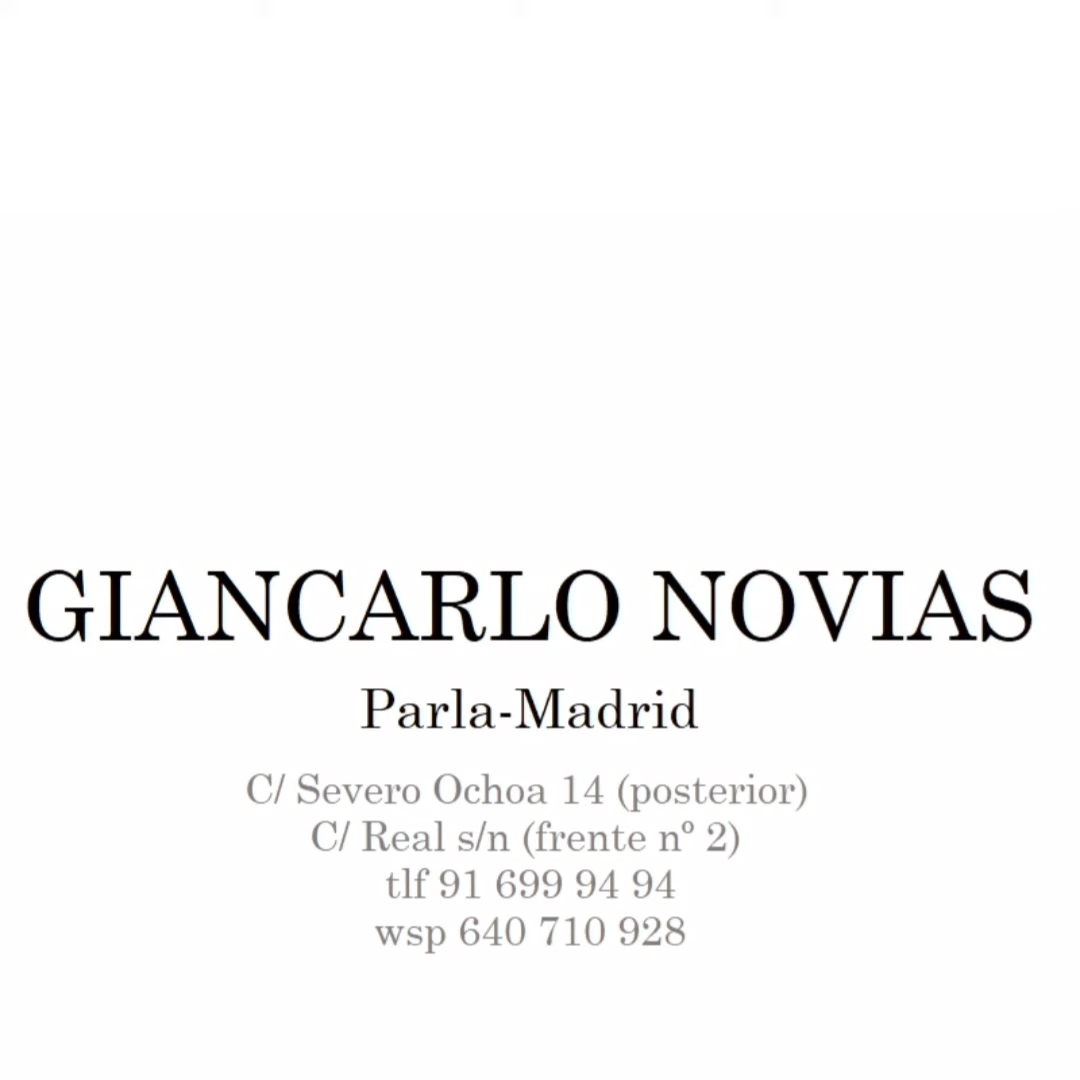 GIANCARLO NOVIAS
Parla-Madrid
C/ Severo Ochoa 14 (posterior)
C/ Real s/n (frente nº 2)
tlf 91 699 94 94
wsp 640 710 928